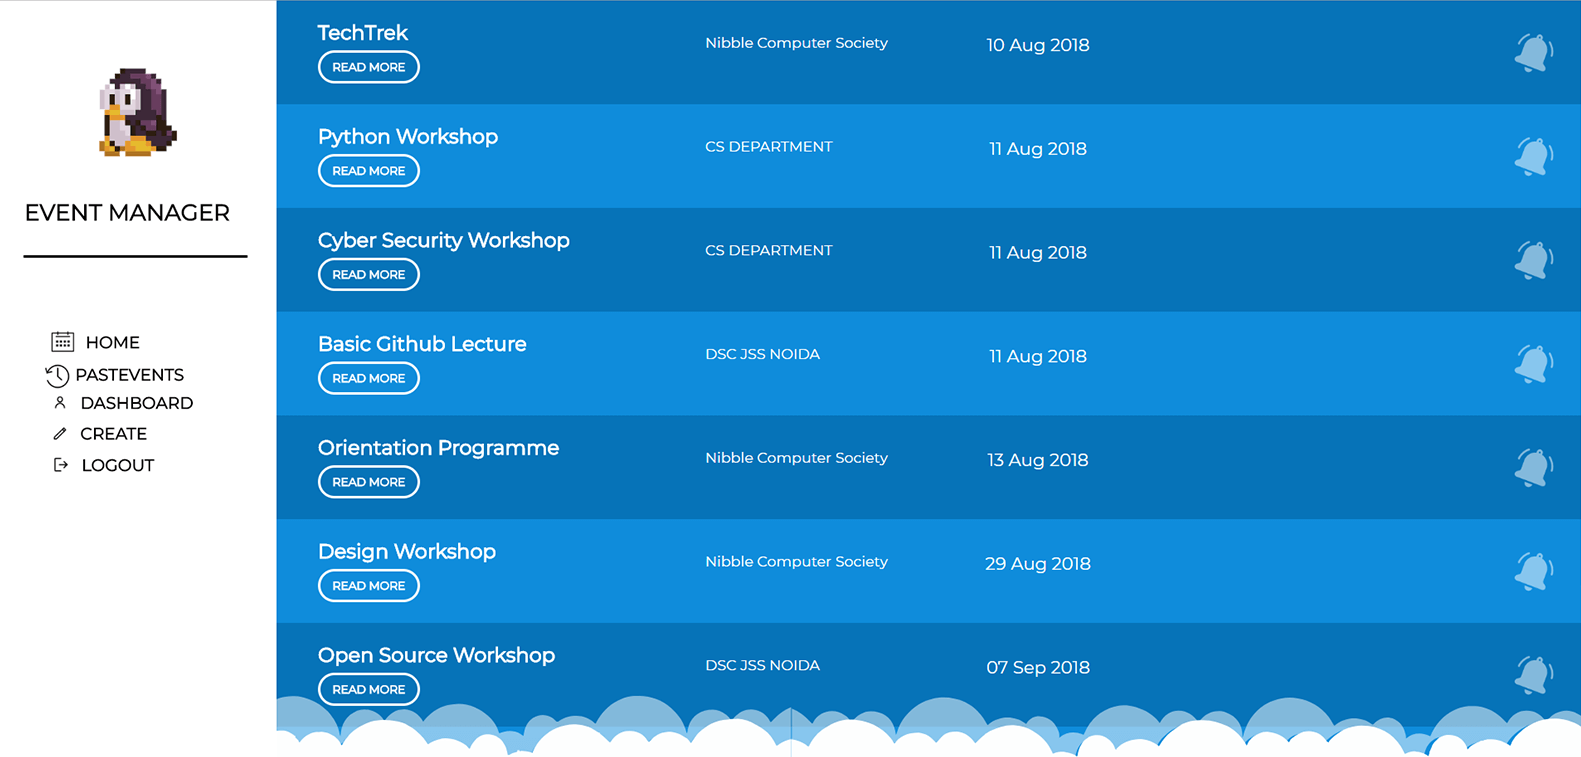 EVENT MANAGER
HOME
PASTEVENTS
DASHBOARD
CREATE
LOGOUT
TechTrek
READ MORE
Nibble Computer Society
10 Aug 2018
Python Workshop
READ MORE
CS DEPARTMENT
11 Aug 2018
Cyber Security Workshop
READ MORE
CS DEPARTMENT
11 Aug 2018
Basic Github Lecture
READ MORE
DSC JSS NOIDA
11 Aug 2018
Orientation Programme
READ MORE
Nibble Computer Society
13 Aug 2018
Design Workshop
READ MORE
Nibble Computer Society
29 Aug 2018
Open Source Workshop
READ MORE
DSC JSS NOIDA
07 Sep 2018